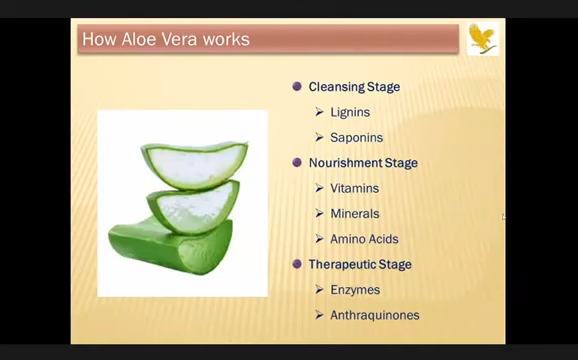 How Aloe Vera works
Cleansing Stage
Lignins
Saponins
Nourishment Stage
Vitamins
Minerals
Amino Acids
Therapeutic Stage
Enzymes
Anthraquinones